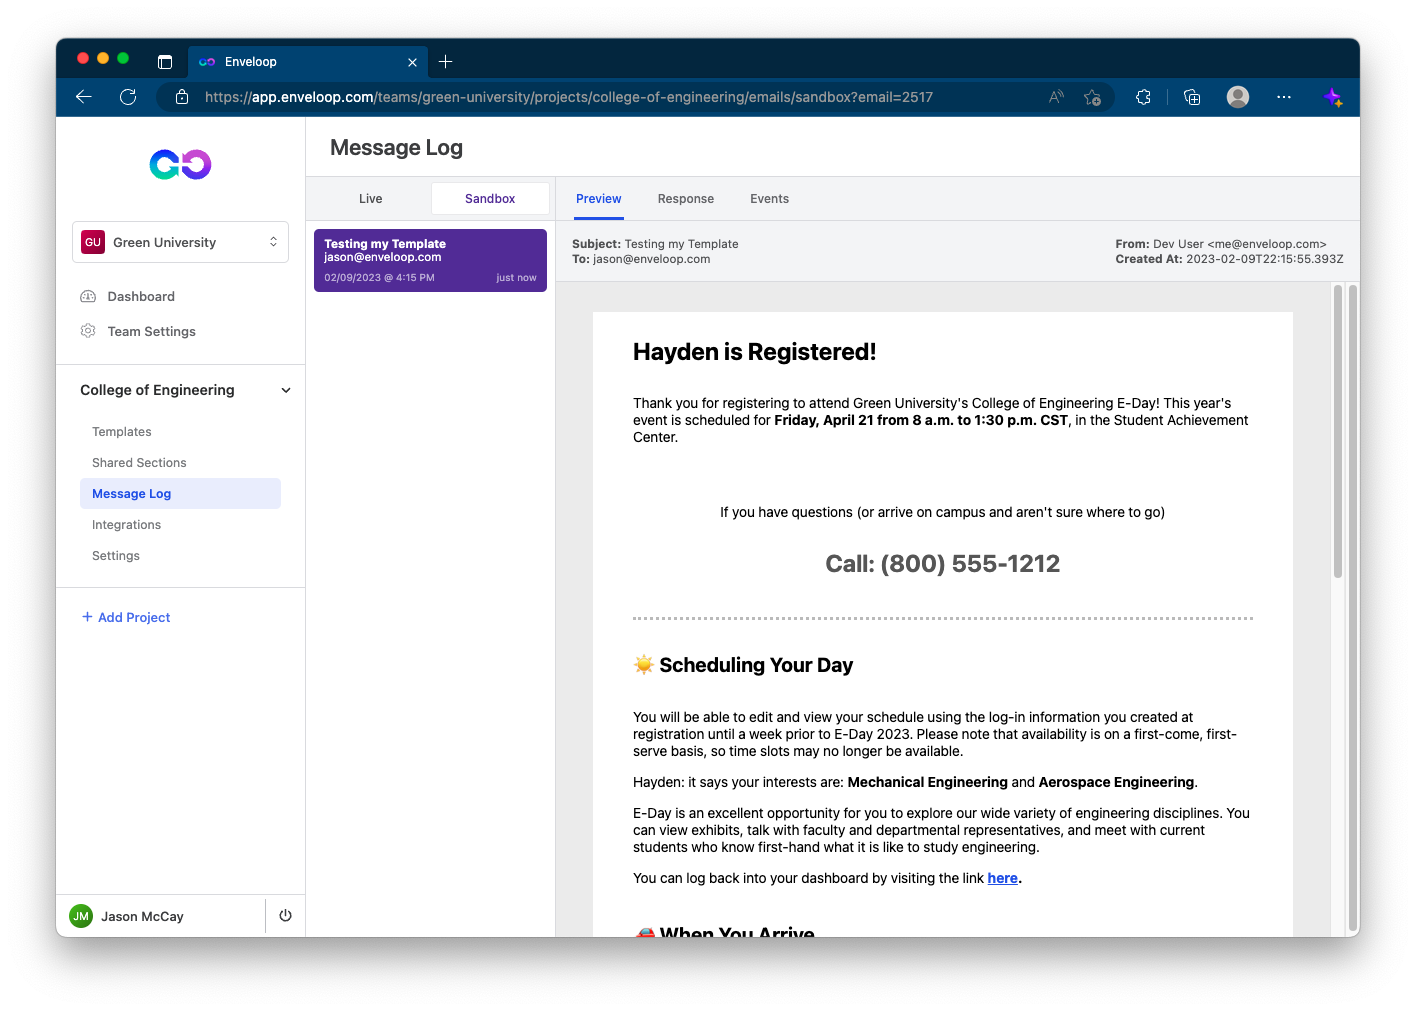 Enveloop
https://app.enveloop.com/teams/green-university/projects/college-of-engineering/emails/sandbox?email=2517
GU Green University
Dashboard
Team Settings
College of Engineering
Templates
Shared Sections
Message Log
Integrations
Settings
+ Add Project
JM Jason McCay
Message Log
Live Sandbox
Testing my Template
jason@enveloop.com
02/09/2023 @ 4:15 PM just now
Preview Response Events
Subject: Testing my Template
To: jason@enveloop.com
From: Dev User <me@enveloop.com>
Created At: 2023-02-09T22:15:55.393Z
Hayden is Registered!
Thank you for registering to attend Green University's College of Engineering E-Day! This year's
event is scheduled for Friday, April 21 from 8 a.m. to 1:30 p.m. CST, in the Student Achievement
Center.
If you have questions (or arrive on campus and aren't sure where to go)
Call: (800) 555-1212
☀️ Scheduling Your Day
You will be able to edit and view your schedule using the log-in information you created at
registration until a week prior to E-Day 2023. Please note that availability is on a first-come, first-
serve basis, so time slots may no longer be available.
Hayden: it says your interests are: Mechanical Engineering and Aerospace Engineering.
E-Day is an excellent opportunity for you to explore our wide variety of engineering disciplines. You
can view exhibits, talk with faculty and departmental representatives, and meet with current
students who know first-hand what it is like to study engineering.
You can log back into your dashboard by visiting the link here.
When You Arrive